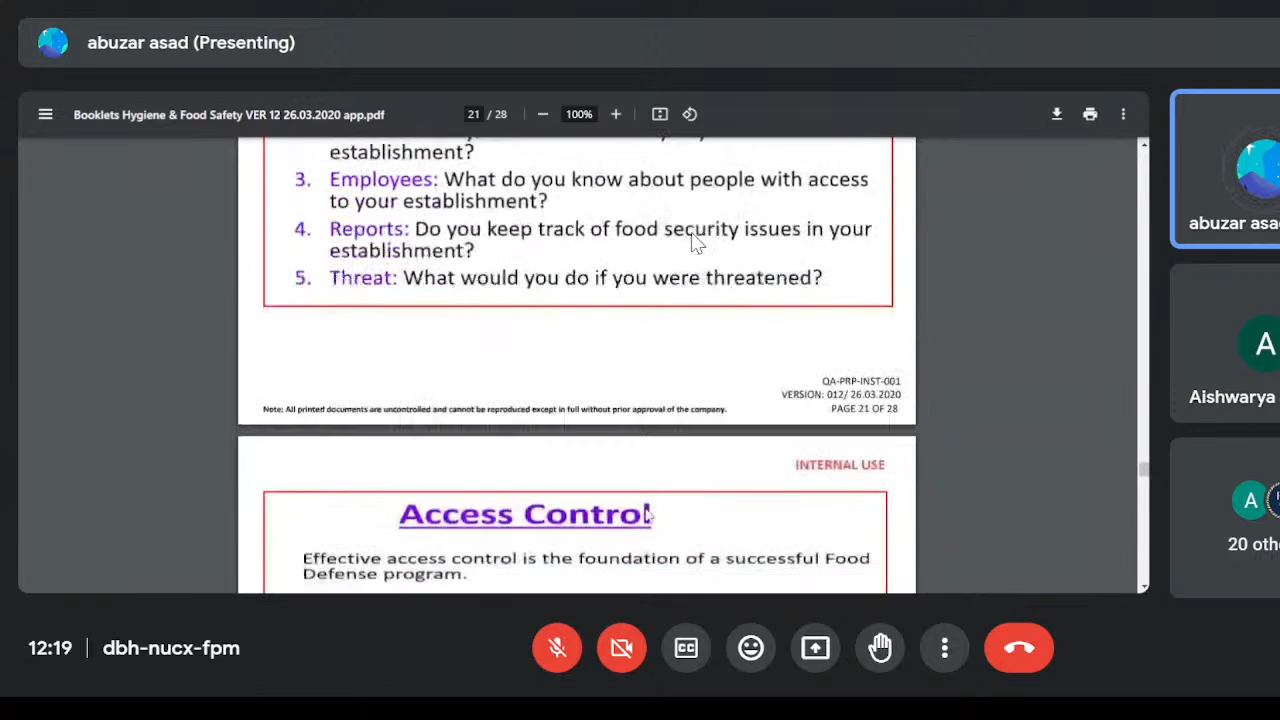 abuzar asad (Presenting)
Booklets Hygiene & Food Safety VER 12 26.03.2020 app.pdf
21 / 28
100%
establishment?
3. Employees: What do you know about people with access
to your establishment?
4. Reports: Do you keep track of food security issues in your
establishment?
5. Threat: What would you do if you were threatened?
QA-PRP-INST-001
VERSION: 012/ 26.03.2020
Note: All printed documents are uncontrolled and cannot be reproduced except in full without prior approval of the company.
PAGE 21 OF 28
INTERNAL USE
Access Control
Effective access control is the foundation of a successful Food
Defense program.
abuzar asa
A
Aishwarya
A
20 oth
12:19
dbh-nucx-fpm
CC